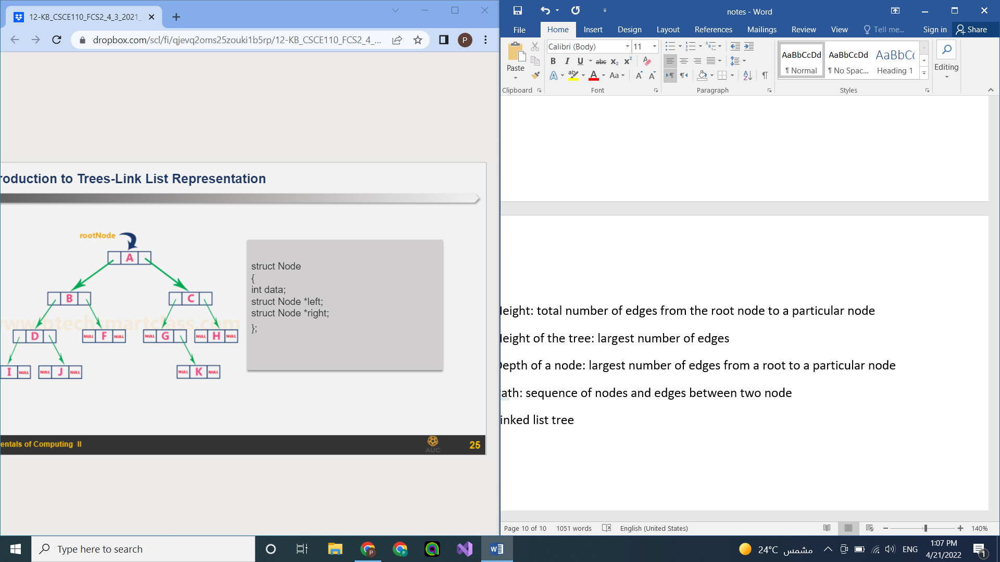 12-KB_CSCE110_FCS2_4_3_2021_
dropbox.com/scl/fi/qjevq2oms25zouki1b5rp/12-KB_CSCE110_FCS2_4_...
P
roduction to Trees-Link List Representation
rootNode
A
B
C
www.btechsmartclass.com
D
NULL F NULL
NULL G
NULL H NULL
I NULL
NULL J NULL
NULL K NULL
struct Node
{
int data;
struct Node *left;
struct Node *right;
};
entals of Computing II
AUC
25
notes - Word
File
Home
Insert
Design
Layout
References
Mailings
Review
View
Tell me...
Sign in
Share
Paste
Clipboard
Calibri (Body)
11
B I U abc x₂ x²
A aby A Aa A A
Font
Paragraph
AaBbCcDd
¶ Normal
AaBbCcDd
¶ No Spac...
AaBbCc
Heading 1
Styles
Editing
leight: total number of edges from the root node to a particular node
leight of the tree: largest number of edges
epth of a node: largest number of edges from a root to a particular node
ath: sequence of nodes and edges between two node
inked list tree
Page 10 of 10
1051 words
English (United States)
140%
Type here to search
24°C مشمس
ENG
1:07 PM
4/21/2022
1